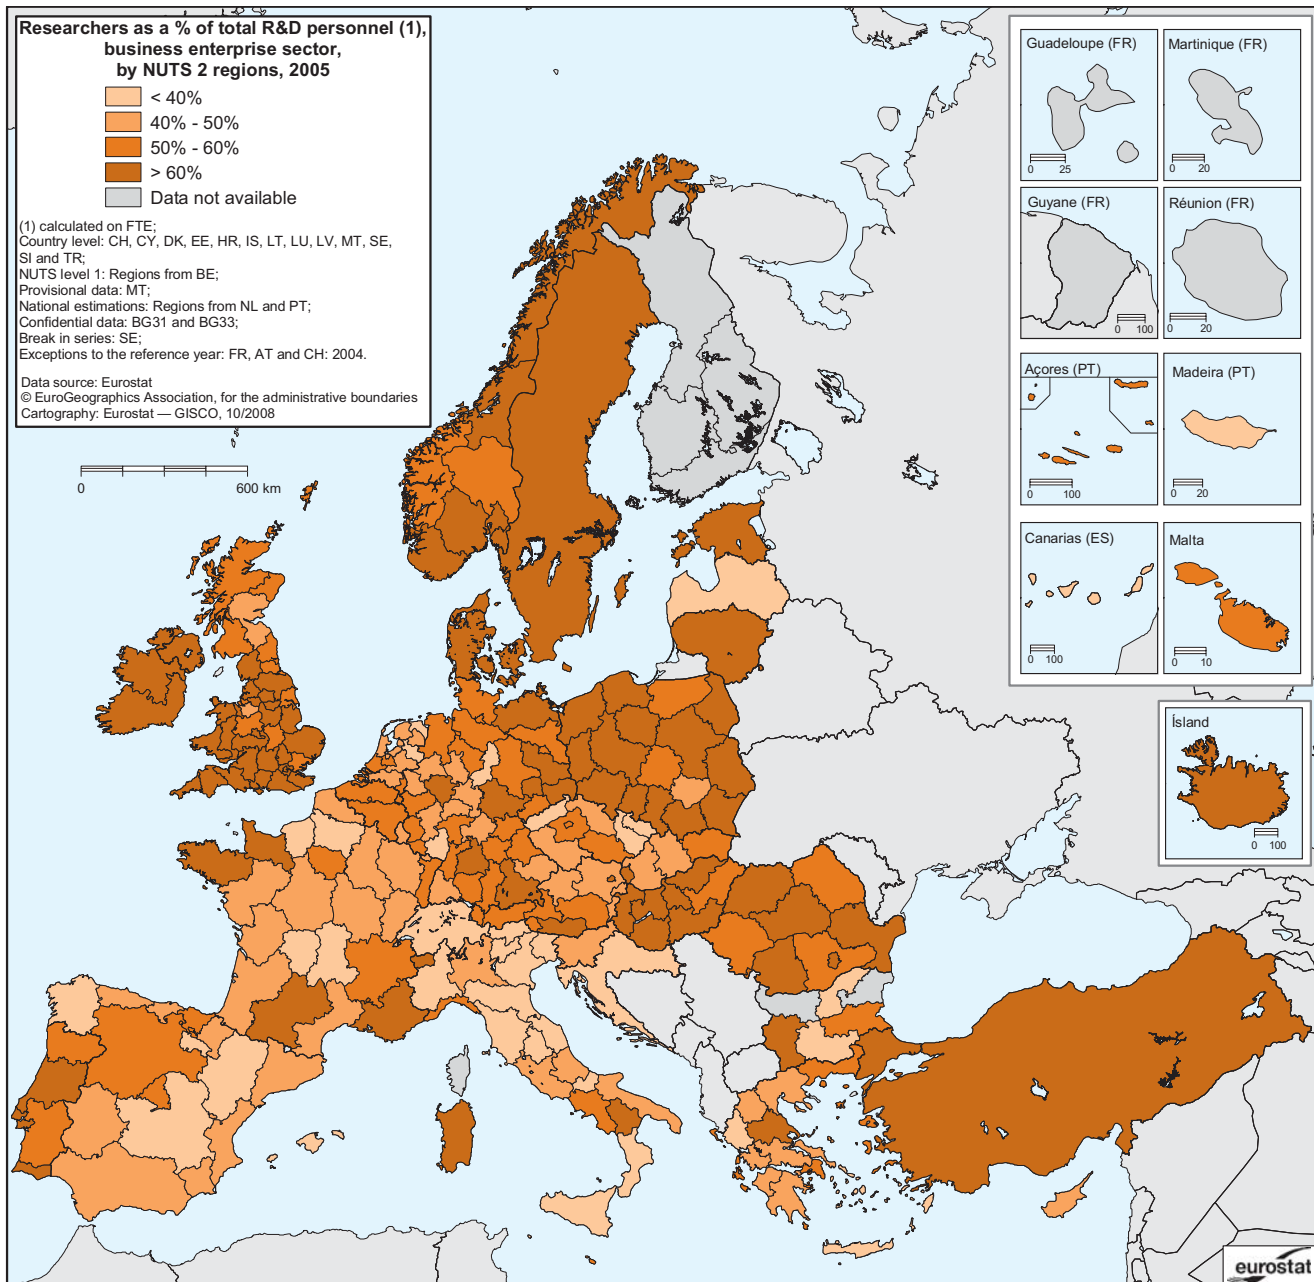 Researchers as a % of total R&D personnel (1),
business enterprise sector,
by NUTS 2 regions, 2005
< 40%
40% - 50%
50% - 60%
> 60%
Data not available
(1) calculated on FTE;
Country level: CH, CY, DK, EE, HR, IS, LT, LU, LV, MT, SE,
SI and TR;
NUTS level 1: Regions from BE;
Provisional data: MT;
National estimations: Regions from NL and PT;
Confidential data: BG31 and BG33;
Break in series: SE;
Exceptions to the reference year: FR, AT and CH: 2004.
Data source: Eurostat
© EuroGeographics Association, for the administrative boundaries
Cartography: Eurostat — GISCO, 10/2008
0 600 km
Guadeloupe (FR)
0 25
Martinique (FR)
0 20
Guyane (FR)
0 100
Réunion (FR)
0 20
Açores (PT)
0 100
Madeira (PT)
0 20
Canarias (ES)
0 100
Malta
0 10
Ísland
0 100
eurostat